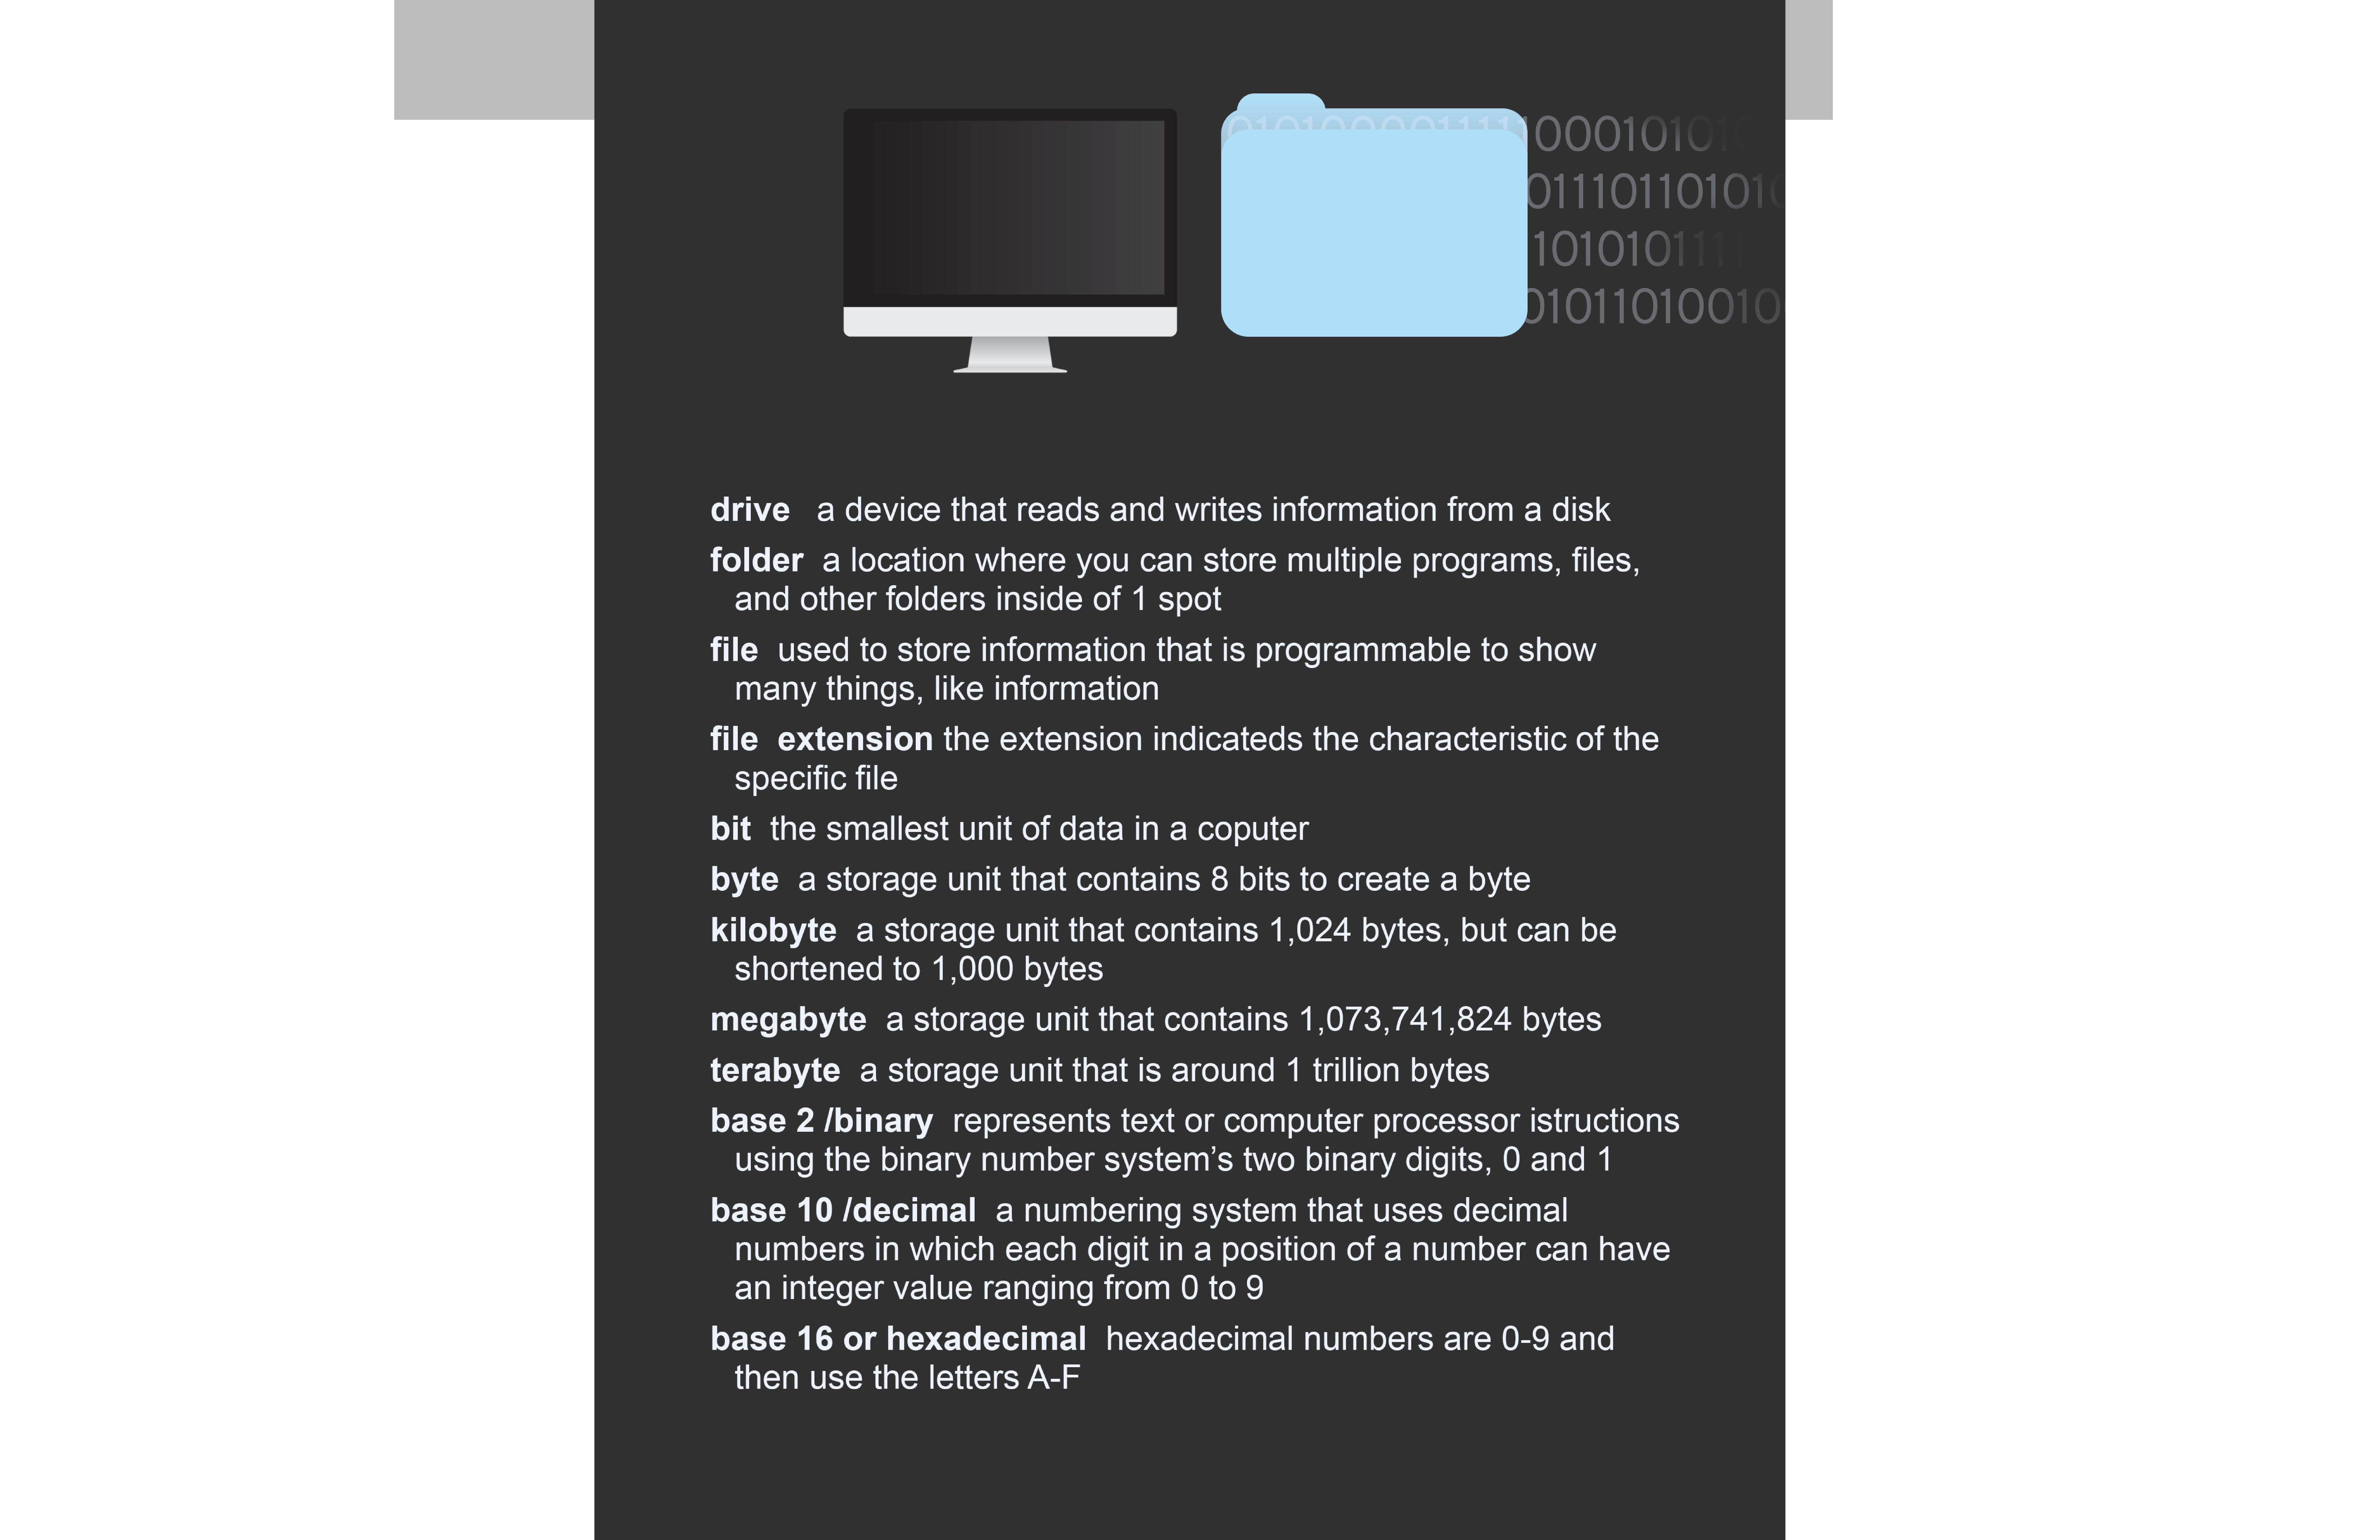 0101000001111110001010101
01110110101010
1010101111
01011010010
drive a device that reads and writes information from a disk
folder a location where you can store multiple programs, files,
and other folders inside of 1 spot
file used to store information that is programmable to show
many things, like information
file extension the extension indicateds the characteristic of the
specific file
bit the smallest unit of data in a coputer
byte a storage unit that contains 8 bits to create a byte
kilobyte a storage unit that contains 1,024 bytes, but can be
shortened to 1,000 bytes
megabyte a storage unit that contains 1,073,741,824 bytes
terabyte a storage unit that is around 1 trillion bytes
base 2 /binary represents text or computer processor istructions
using the binary number system’s two binary digits, 0 and 1
base 10 /decimal a numbering system that uses decimal
numbers in which each digit in a position of a number can have
an integer value ranging from 0 to 9
base 16 or hexadecimal hexadecimal numbers are 0-9 and
then use the letters A-F